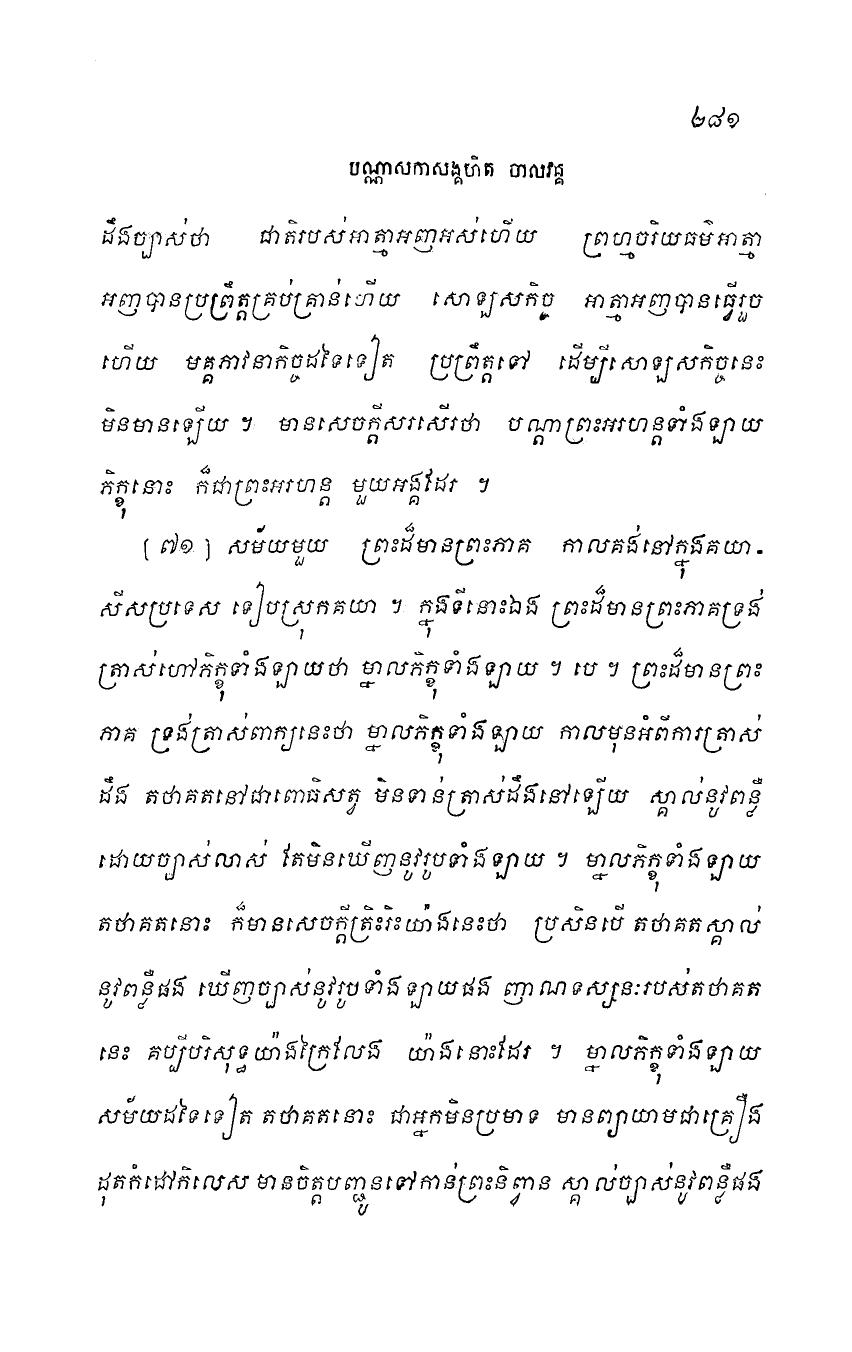 ២៨១
បណ្ណាសកាសង្គហិត បាលវគ្គ
ដឹងច្បាស់ថា ជាតិរបស់អាត្មាអញអស់ហើយ ព្រហ្មចរិយធម៌អាត្មា
អញបានប្រព្រឹត្តគ្រប់គ្រាន់ហើយ សោឡសកិច្ច អាត្មាអញបានធ្វើរួច
ហើយ មគ្គភាវនាកិច្ចដទៃទៀត ប្រព្រឹត្តទៅ ដើម្បីសោឡសកិច្ចនេះ
មិនមានឡើយ ។ មានសេចក្តីសរសើរថា បណ្តាព្រះអរហន្តទាំងឡាយ
ភិក្ខុនោះ ក៏ជាព្រះអរហន្ត មួយអង្គដែរ ។
[ ៧១ ] សម័យមួយ ព្រះដ៏មានព្រះភាគ កាលគង់នៅក្នុងគយា-
សីសប្រទេស ទៀបស្រុកគយា ។ ក្នុងទីនោះឯង ព្រះដ៏មានព្រះភាគទ្រង់
ត្រាស់ហៅភិក្ខុទាំងឡាយថា ម្នាលភិក្ខុទាំងឡាយ ។ បេ ។ ព្រះដ៏មានព្រះ
ភាគ ទ្រង់ត្រាស់ពាក្យនេះថា ម្នាលភិក្ខុទាំងឡាយ កាលមុនអំពីការត្រាស់
ដឹង តថាគតនៅជាពោធិសត្វ មិនទាន់ត្រាស់ដឹងនៅឡើយ ស្គាល់នូវពន្លឺ
ដោយច្បាស់លាស់ តែមិនឃើញនូវរូបទាំងឡាយ ។ ម្នាលភិក្ខុទាំងឡាយ
តថាគតនោះ ក៏មានសេចក្តីត្រិះរិះយ៉ាងនេះថា ប្រសិនបើ តថាគតស្គាល់
នូវពន្លឺផង ឃើញច្បាស់នូវរូបទាំងឡាយផង ញាណទស្សនៈរបស់តថាគត
នេះ គប្បីបរិសុទ្ធយ៉ាងក្រៃលែង យ៉ាងនោះដែរ ។ ម្នាលភិក្ខុទាំងឡាយ
សម័យដទៃទៀត តថាគតនោះ ជាអ្នកមិនប្រមាទ មានព្យាយាមជាគ្រឿង
ដុតកំដៅកិលេស មានចិត្តបញ្ជូនទៅកាន់ព្រះនិព្វាន ស្គាល់ច្បាស់នូវពន្លឺផង